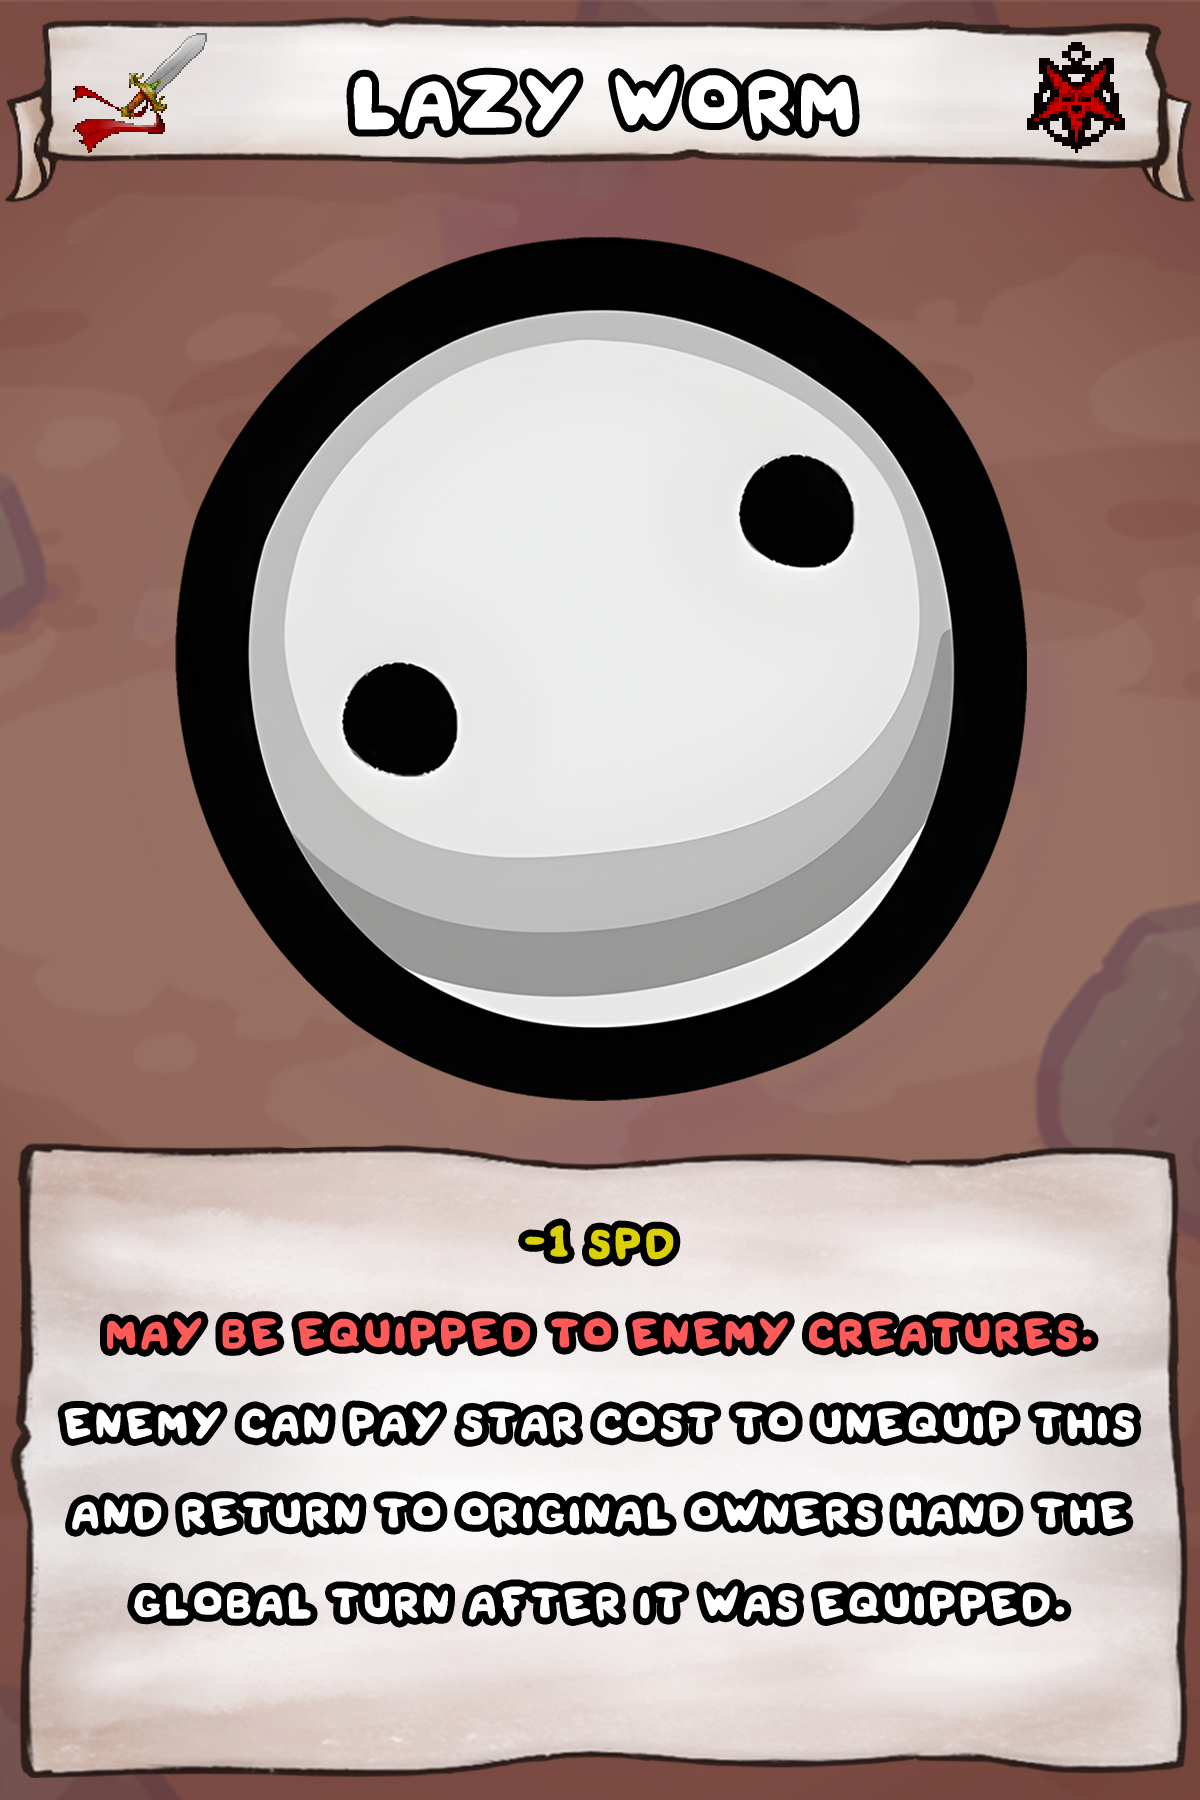 LAZY WORM
-1 SPD
MAY BE EQUIPPED TO ENEMY CREATURES.
ENEMY CAN PAY STAR COST TO UNEQUIP THIS
AND RETURN TO ORIGINAL OWNERS HAND THE
GLOBAL TURN AFTER IT WAS EQUIPPED.